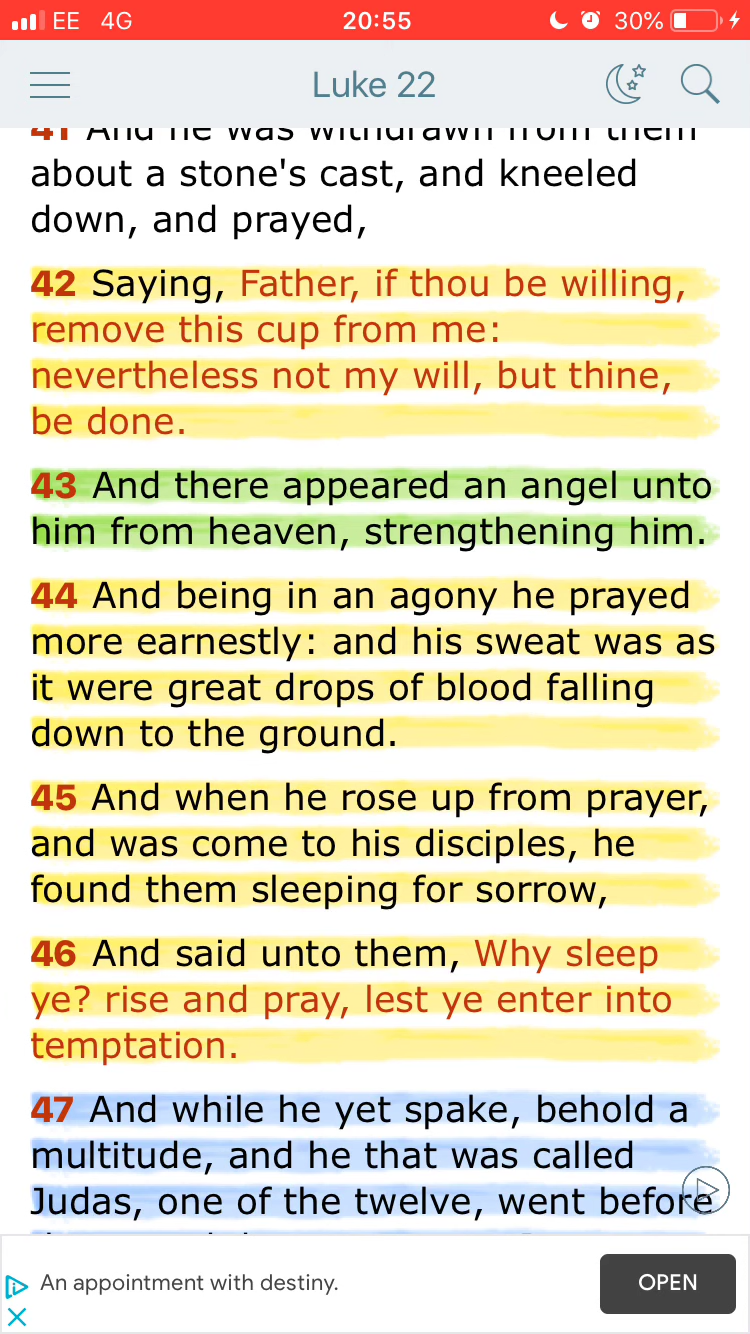 EE 4G 20:55 30%
Luke 22
41 And he was withdrawn from them
about a stone's cast, and kneeled
down, and prayed,
42 Saying, Father, if thou be willing,
remove this cup from me:
nevertheless not my will, but thine,
be done.
43 And there appeared an angel unto
him from heaven, strengthening him.
44 And being in an agony he prayed
more earnestly: and his sweat was as
it were great drops of blood falling
down to the ground.
45 And when he rose up from prayer,
and was come to his disciples, he
found them sleeping for sorrow,
46 And said unto them, Why sleep
ye? rise and pray, lest ye enter into
temptation.
47 And while he yet spake, behold a
multitude, and he that was called
Judas, one of the twelve, went before
An appointment with destiny.
OPEN